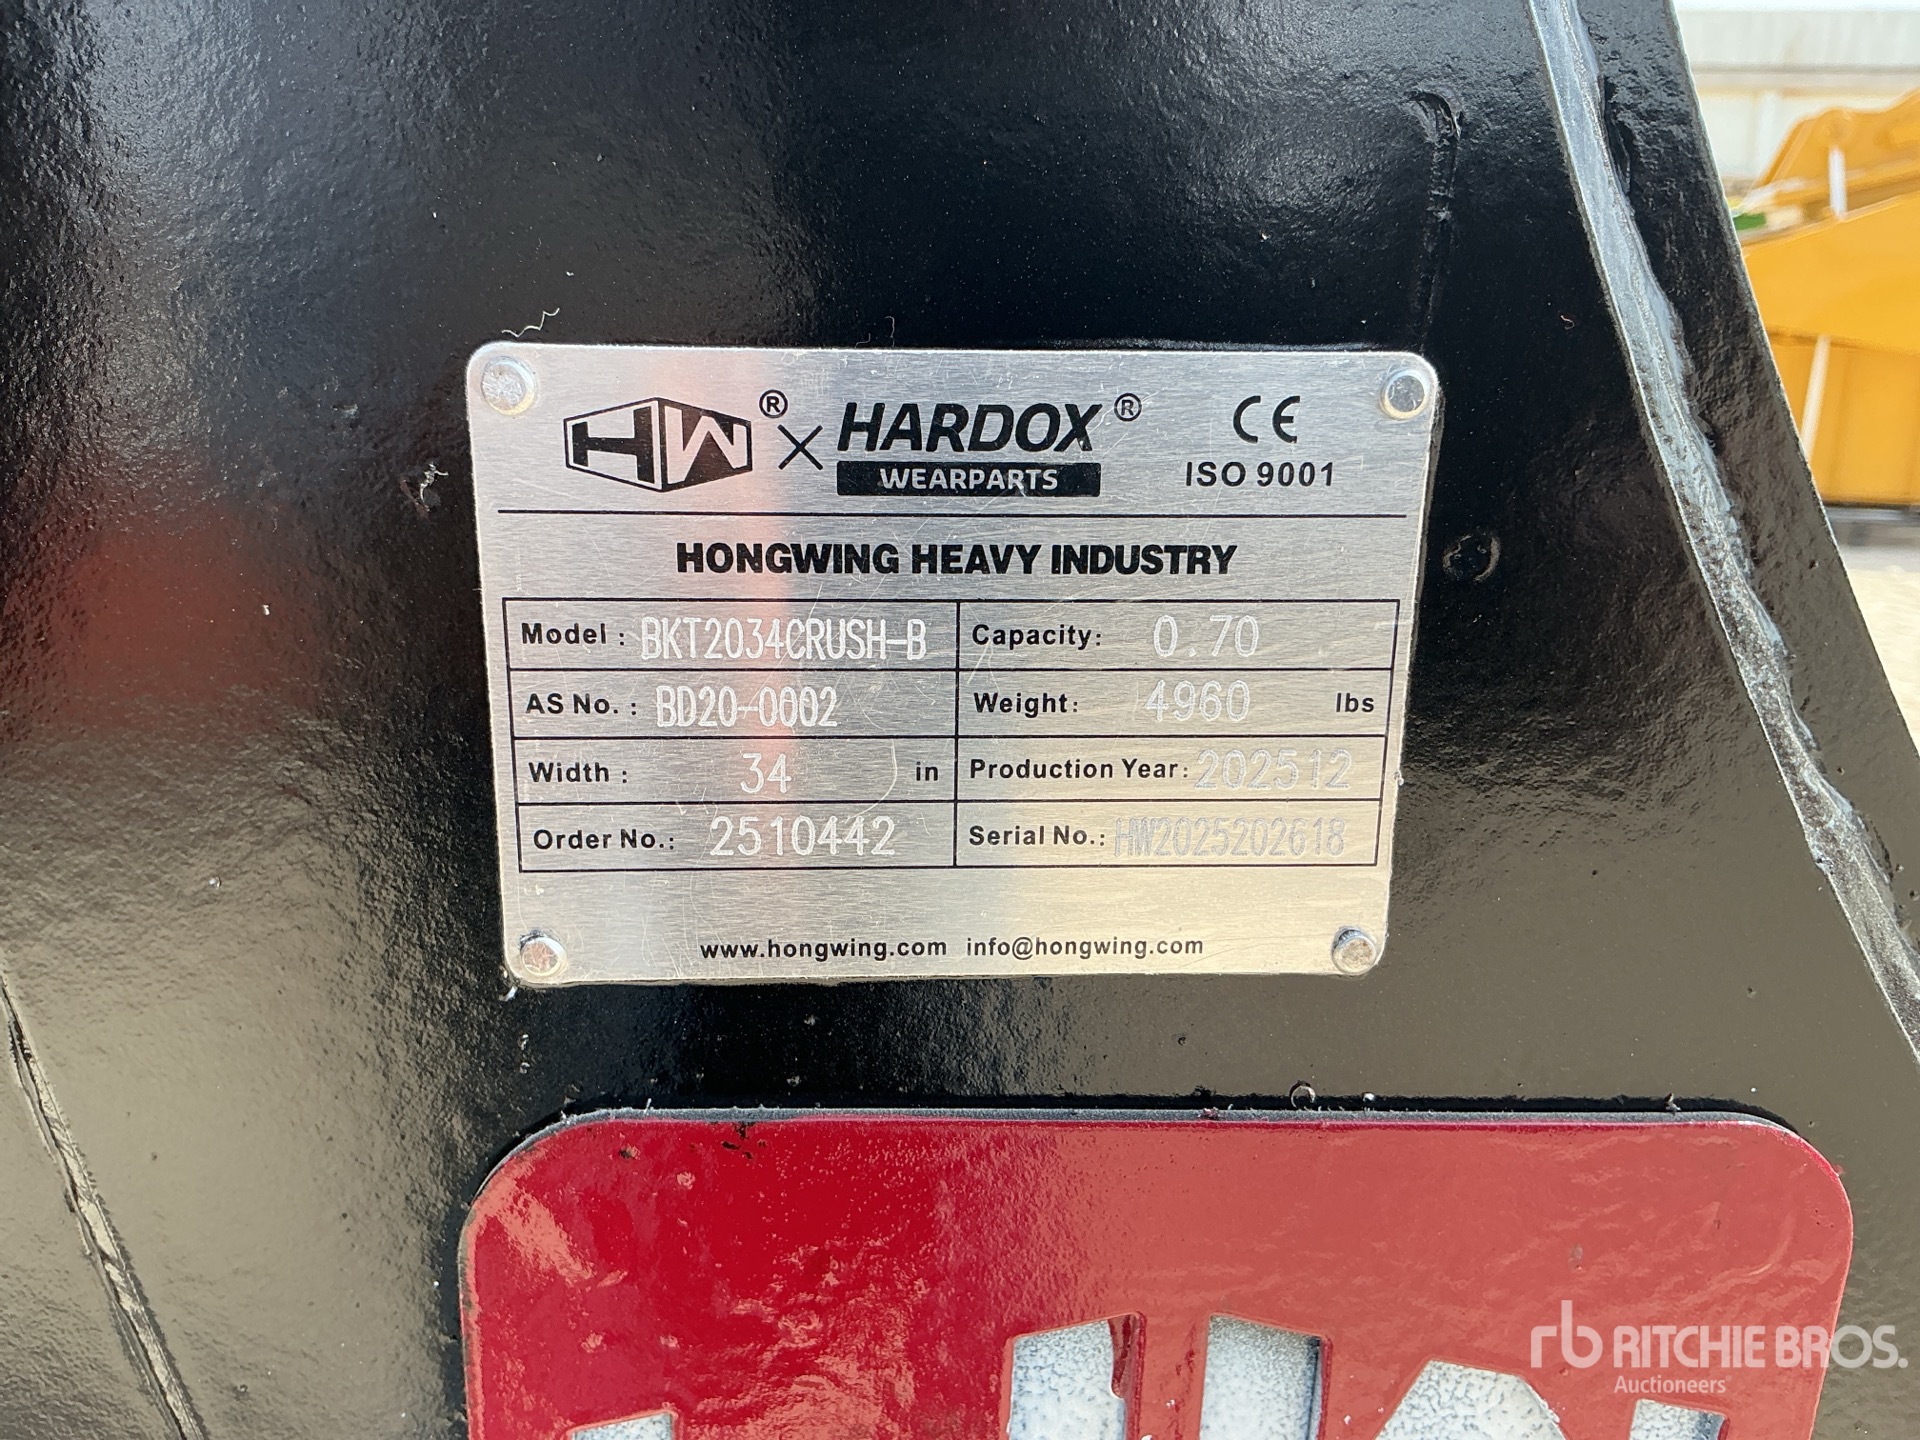 HW® × HARDOX® CE
WEARPARTS ISO 9001
HONGWING HEAVY INDUSTRY
Model : BKT2034CRUSH-B Capacity: 0.70
AS No. : BD20-0002 Weight: 4960 lbs
Width : 34 in Production Year: 202512
Order No.: 2510442 Serial No.: HW2025202618
www.hongwing.com info@hongwing.com
rb RITCHIE BROS.
Auctioneers